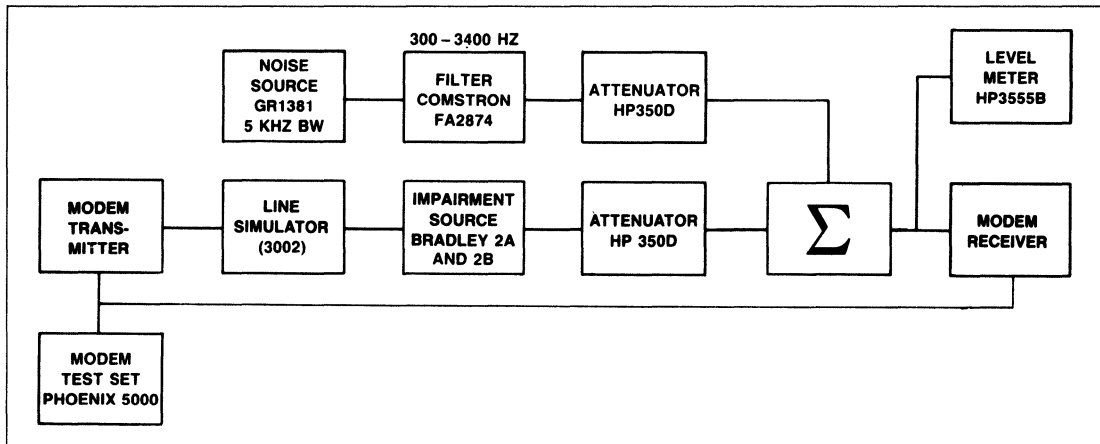 300 – 3400 HZ
NOISE
SOURCE
GR1381
5 KHZ BW
FILTER
COMSTRON
FA2874
ATTENUATOR
HP350D
LEVEL
METER
HP3555B
MODEM
TRANS-
MITTER
LINE
SIMULATOR
(3002)
IMPAIRMENT
SOURCE
BRADLEY 2A
AND 2B
ATTENUATOR
HP 350D
Σ
MODEM
RECEIVER
MODEM
TEST SET
PHOENIX 5000